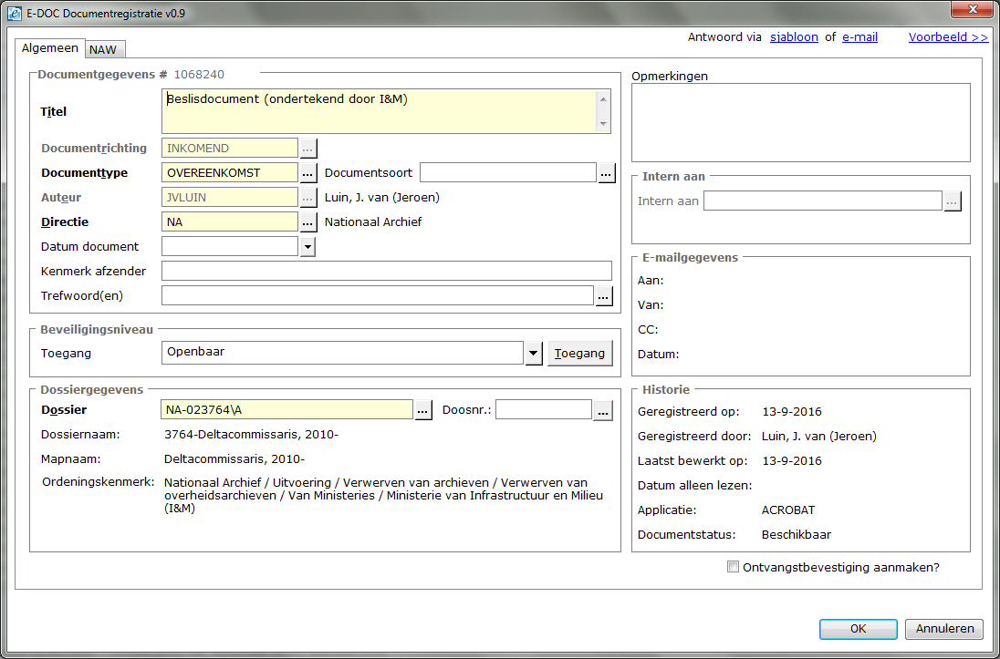 E-DOC Documentregistratie v0.9
Antwoord via sjabloon of e-mail Voorbeeld >>
Algemeen NAW
Documentgegevens # 1068240
Titel Beslisdocument (ondertekend door I&M)
Documentrichting INKOMEND ...
Documenttype OVEREENKOMST ... Documentsoort ...
Auteur JVLUIN ... Luin, J. van (Jeroen)
Directie NA ... Nationaal Archief
Datum document
Kenmerk afzender
Trefwoord(en) ...
Beveiligingsniveau
Toegang Openbaar Toegang
Dossiergegevens
Dossier NA-023764\A ... Doosnr.: ...
Dossiernaam: 3764-Deltacommissaris, 2010-
Mapnaam: Deltacommissaris, 2010-
Ordeningskenmerk: Nationaal Archief / Uitvoering / Verwerven van archieven / Verwerven van
overheidsarchieven / Van Ministeries / Ministerie van Infrastructuur en Milieu
(I&M)
Opmerkingen
Intern aan
Intern aan ...
E-mailgegevens
Aan:
Van:
CC:
Datum:
Historie
Geregistreerd op: 13-9-2016
Geregistreerd door: Luin, J. van (Jeroen)
Laatst bewerkt op: 13-9-2016
Datum alleen lezen:
Applicatie: ACROBAT
Documentstatus: Beschikbaar
Ontvangstbevestiging aanmaken?
OK Annuleren